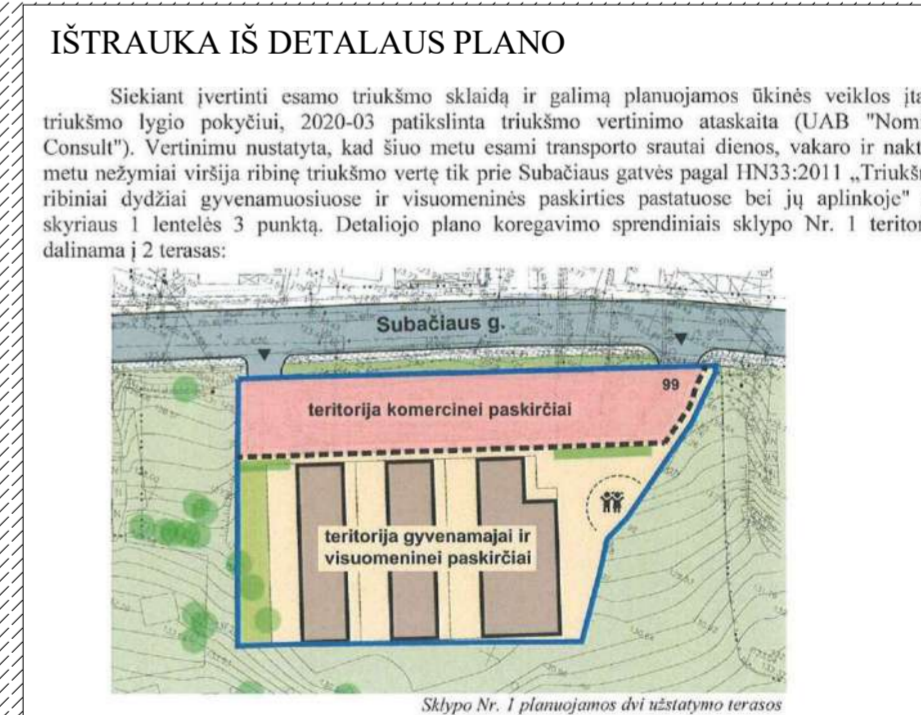 IŠTRAUKA IŠ DETALAUS PLANO
Siekiant įvertinti esamo triukšmo sklaidą ir galimą planuojamos ūkinės veiklos
triukšmo lygio pokyčiui, 2020-03 patikslinta triukšmo vertinimo ataskaita (UAB "Nom
Consult"). Vertinimu nustatyta, kad šiuo metu esami transporto srautai dienos, vakaro ir nakt
metu nežymiai viršija ribinę triukšmo vertę tik prie Subačiaus gatvės pagal HN33:2011 „Triukš
ribiniai dydžiai gyvenamuosiuose ir visuomeninės paskirties pastatuose bei jų aplinkoje"
skyriaus 1 lentelės 3 punktą. Detaliojo plano koregavimo sprendiniais sklypo Nr. 1 teritor
dalinama į 2 terasas:
Subačiaus g.
99
teritorija komercinei paskirčiai
teritorija gyvenamajai ir
visuomeninei paskirčiai
Sklypo Nr. 1 planuojamos dvi užstatymo terasos